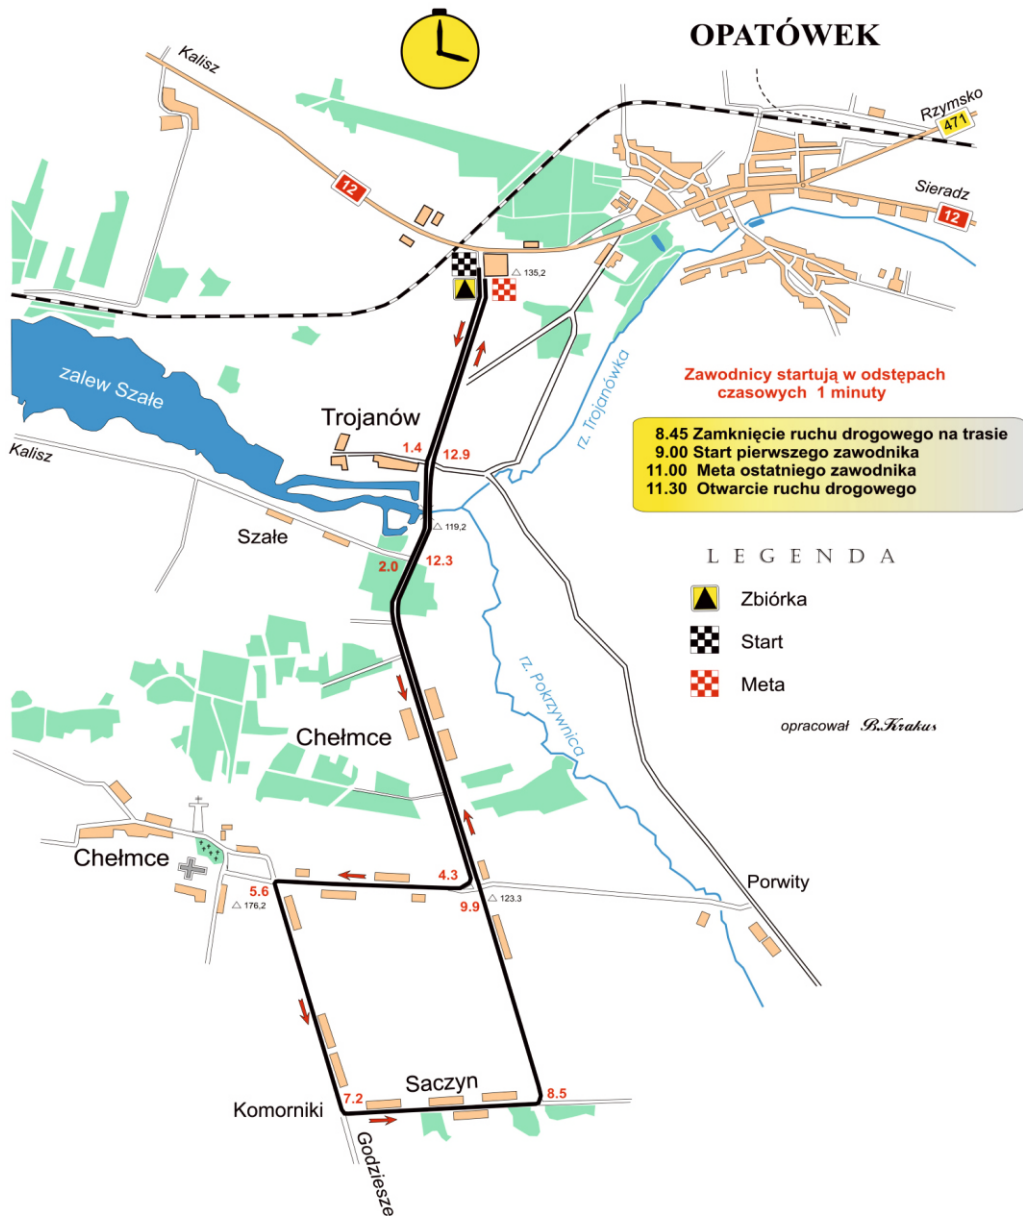 OPATÓWEK
Kalisz
Rzymsko
471
12
Sieradz
12
135,2
zalew Szałe
rz. Trojanówka
Zawodnicy startują w odstępach
czasowych 1 minuty
Trojanów
8.45 Zamknięcie ruchu drogowego na trasie
9.00 Start pierwszego zawodnika
11.00 Meta ostatniego zawodnika
11.30 Otwarcie ruchu drogowego
Kalisz
1.4
12.9
Szałe
119,2
2.0
12.3
LEGENDA
Zbiórka
Start
Meta
rz. Pokrzywnica
opracował B.Krakus
Chełmce
Chełmce
4.3
5.6
176,2
9.9
123.3
Porwity
7.2
Saczyn
8.5
Komorniki
Godziesze